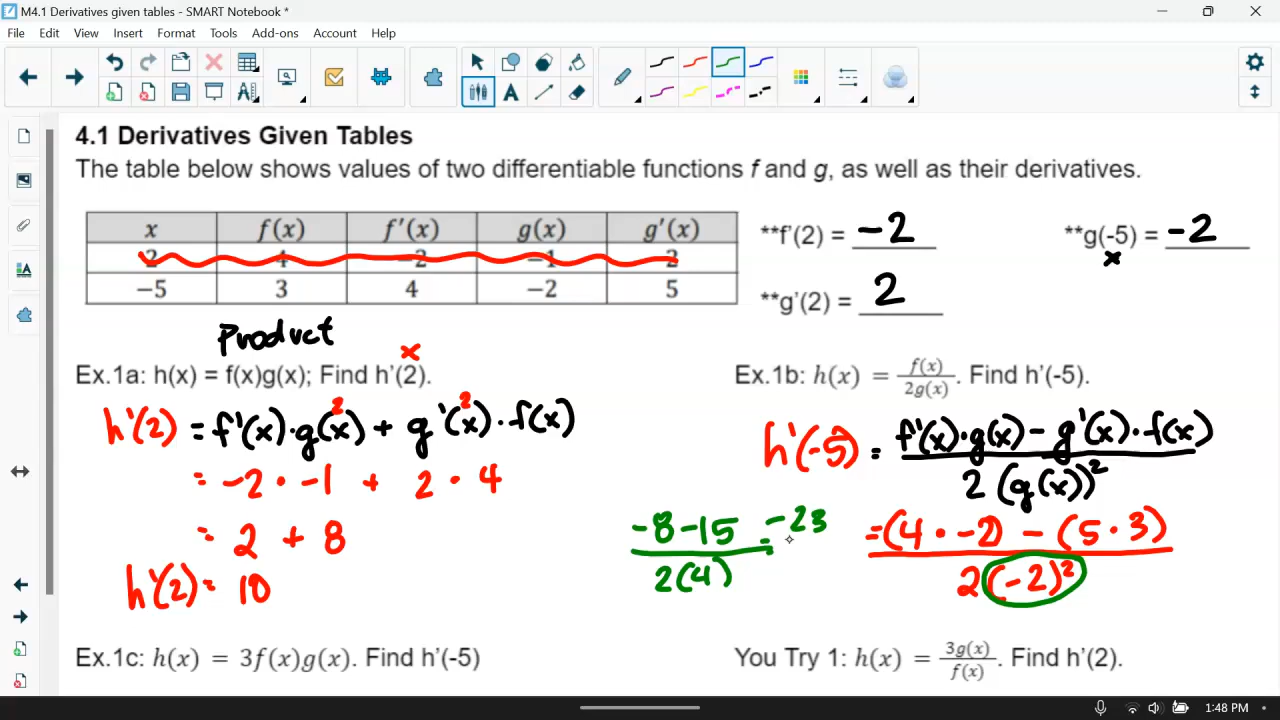 M4.1 Derivatives given tables - SMART Notebook *
File Edit View Insert Format Tools Add-ons Account Help
4.1 Derivatives Given Tables
The table below shows values of two differentiable functions f and g, as well as their derivatives.
x f(x) f'(x) g(x) g'(x)
2 4 −2 −1 2
−5 3 4 −2 5
**f'(2) = -2
**g(-5) = -2
x
**g'(2) = 2
Product
x
Ex.1a: h(x) = f(x)g(x); Find h'(2).
2 2
h'(2) = f'(x)·g(x) + g'(x)·f(x)
= -2 · -1 + 2 · 4
= 2 + 8
h'(2) = 10
Ex.1b: h(x) = f(x)/2g(x). Find h'(-5).
h'(-5) = f'(x)·g(x) - g'(x)·f(x)
2 (g(x))²
= (4 · -2) - (5 · 3)
2(-2)²
-8 - 15 = -23
2(4)
Ex.1c: h(x) = 3f(x)g(x). Find h'(-5)
You Try 1: h(x) = 3g(x)/f(x). Find h'(2).
1:48 PM